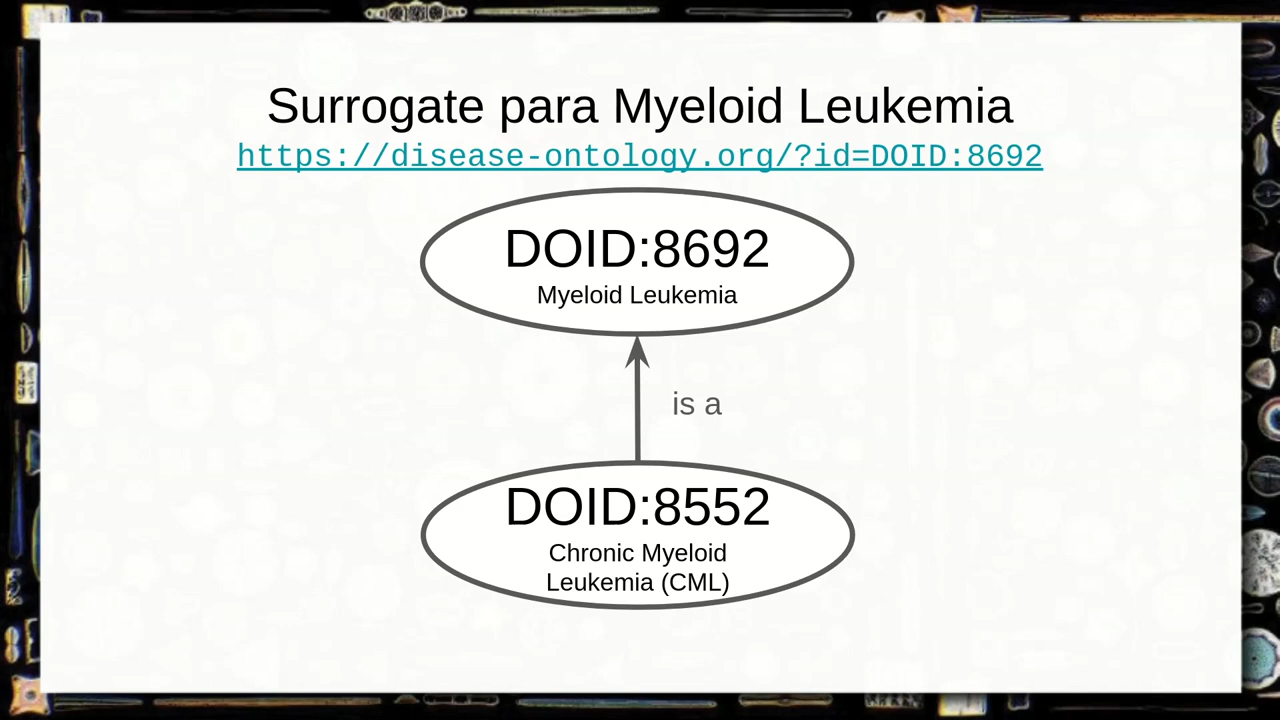 Surrogate para Myeloid Leukemia
https://disease-ontology.org/?id=DOID:8692
DOID:8692
Myeloid Leukemia
is a
DOID:8552
Chronic Myeloid
Leukemia (CML)